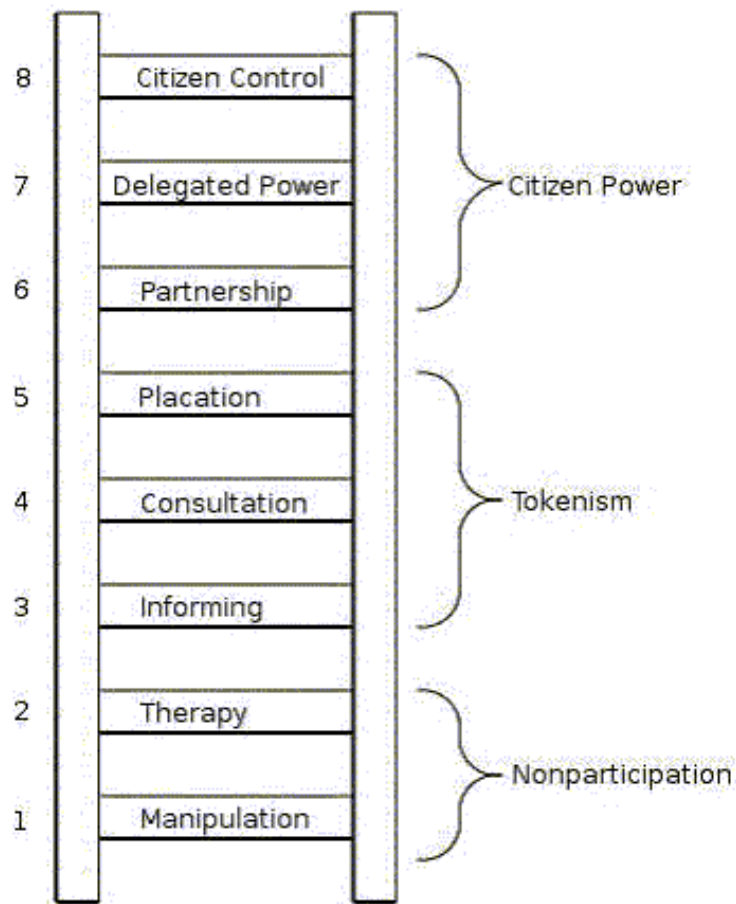 8 Citizen Control
7 Delegated Power
Citizen Power
6 Partnership
5 Placation
4 Consultation
Tokenism
3 Informing
2 Therapy
Nonparticipation
1 Manipulation